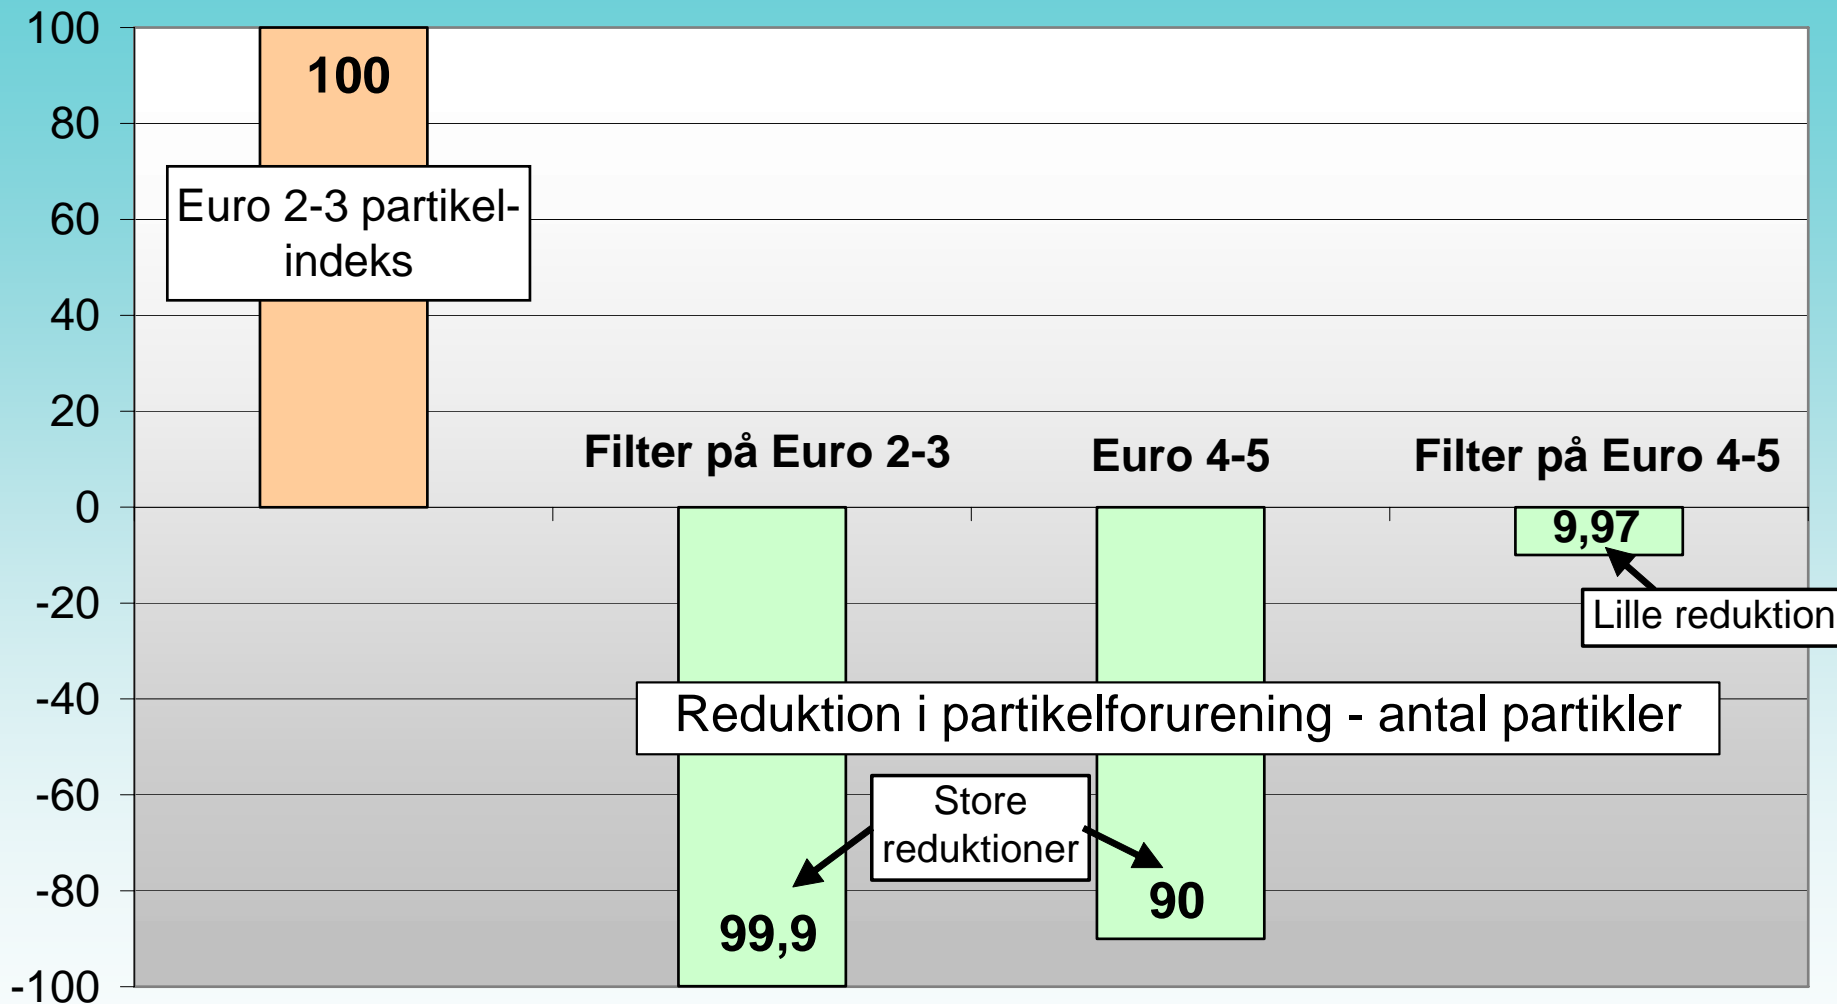 100
80
60
40
20
0
-20
-40
-60
-80
-100
100
Euro 2-3 partikel-
indeks
Filter på Euro 2-3
Euro 4-5
Filter på Euro 4-5
9,97
Lille reduktion
Reduktion i partikelforurening - antal partikler
Store
reduktioner
99,9
90